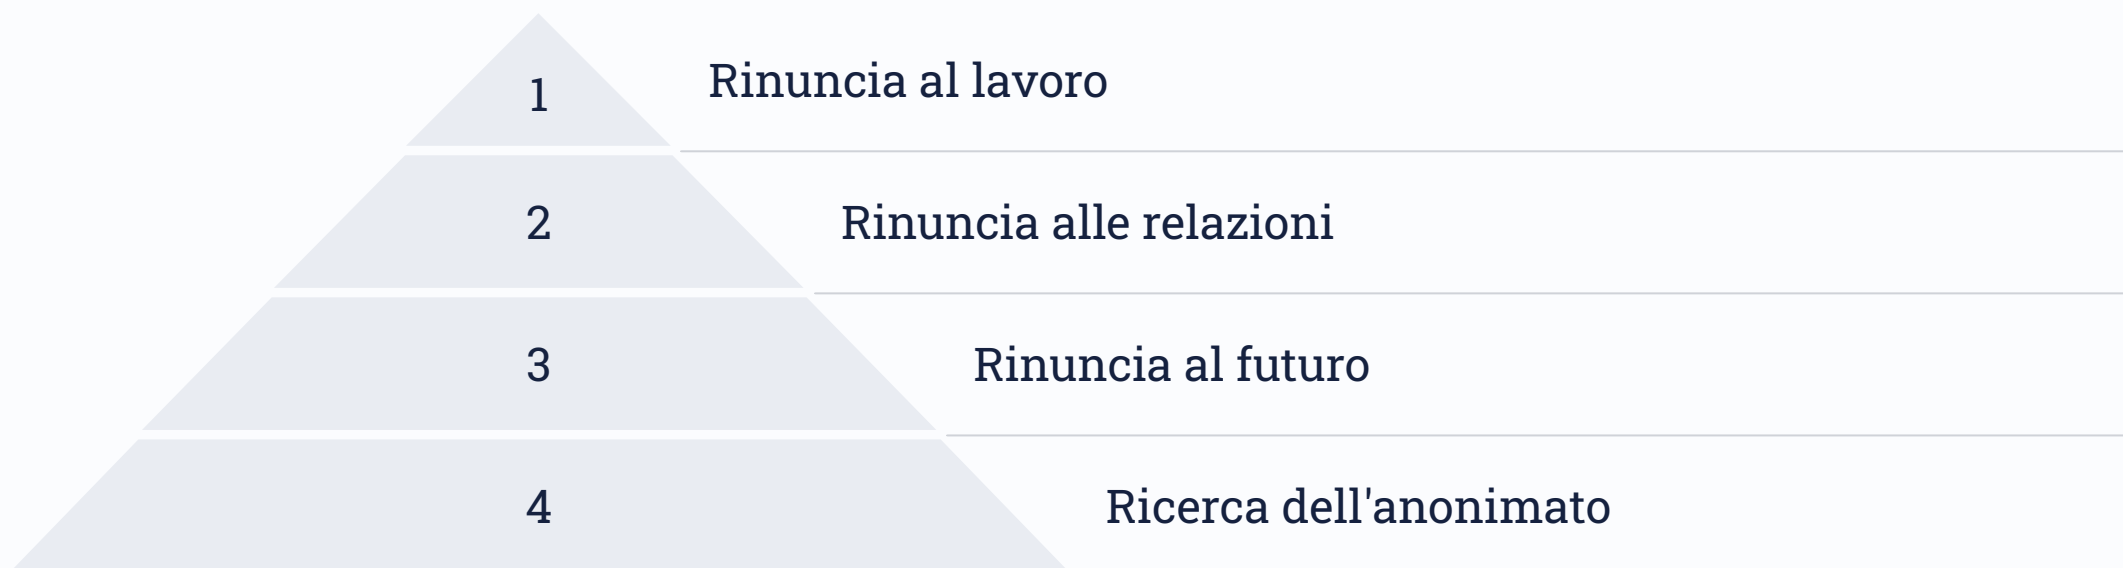 1
Rinuncia al lavoro
2
Rinuncia alle relazioni
3
Rinuncia al futuro
4
Ricerca dell'anonimato